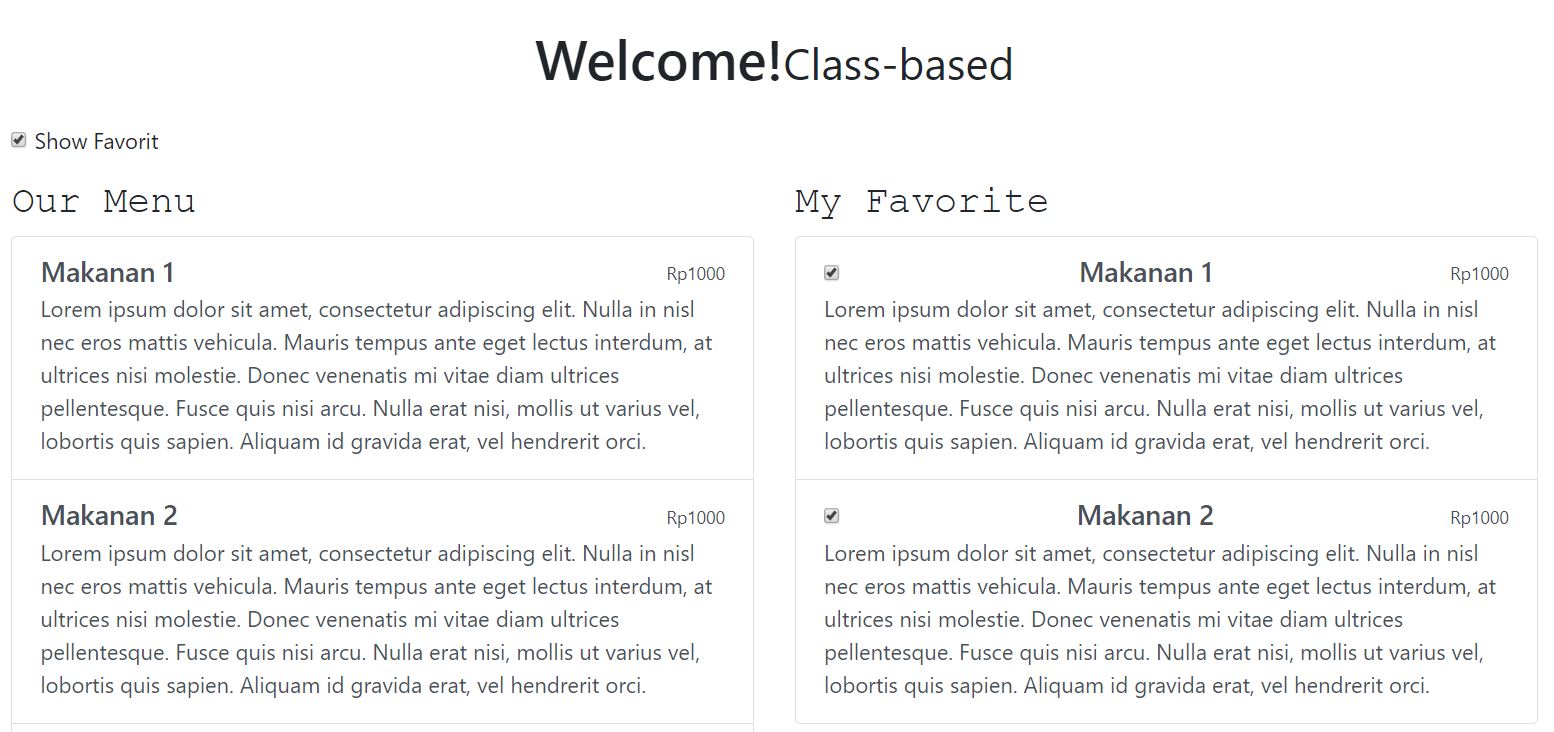 Welcome!Class-based
Show Favorit
Our Menu
Makanan 1 Rp1000
Lorem ipsum dolor sit amet, consectetur adipiscing elit. Nulla in nisl
nec eros mattis vehicula. Mauris tempus ante eget lectus interdum, at
ultrices nisi molestie. Donec venenatis mi vitae diam ultrices
pellentesque. Fusce quis nisi arcu. Nulla erat nisi, mollis ut varius vel,
lobortis quis sapien. Aliquam id gravida erat, vel hendrerit orci.
Makanan 2 Rp1000
Lorem ipsum dolor sit amet, consectetur adipiscing elit. Nulla in nisl
nec eros mattis vehicula. Mauris tempus ante eget lectus interdum, at
ultrices nisi molestie. Donec venenatis mi vitae diam ultrices
pellentesque. Fusce quis nisi arcu. Nulla erat nisi, mollis ut varius vel,
lobortis quis sapien. Aliquam id gravida erat, vel hendrerit orci.
My Favorite
Makanan 1 Rp1000
Lorem ipsum dolor sit amet, consectetur adipiscing elit. Nulla in nisl
nec eros mattis vehicula. Mauris tempus ante eget lectus interdum, at
ultrices nisi molestie. Donec venenatis mi vitae diam ultrices
pellentesque. Fusce quis nisi arcu. Nulla erat nisi, mollis ut varius vel,
lobortis quis sapien. Aliquam id gravida erat, vel hendrerit orci.
Makanan 2 Rp1000
Lorem ipsum dolor sit amet, consectetur adipiscing elit. Nulla in nisl
nec eros mattis vehicula. Mauris tempus ante eget lectus interdum, at
ultrices nisi molestie. Donec venenatis mi vitae diam ultrices
pellentesque. Fusce quis nisi arcu. Nulla erat nisi, mollis ut varius vel,
lobortis quis sapien. Aliquam id gravida erat, vel hendrerit orci.